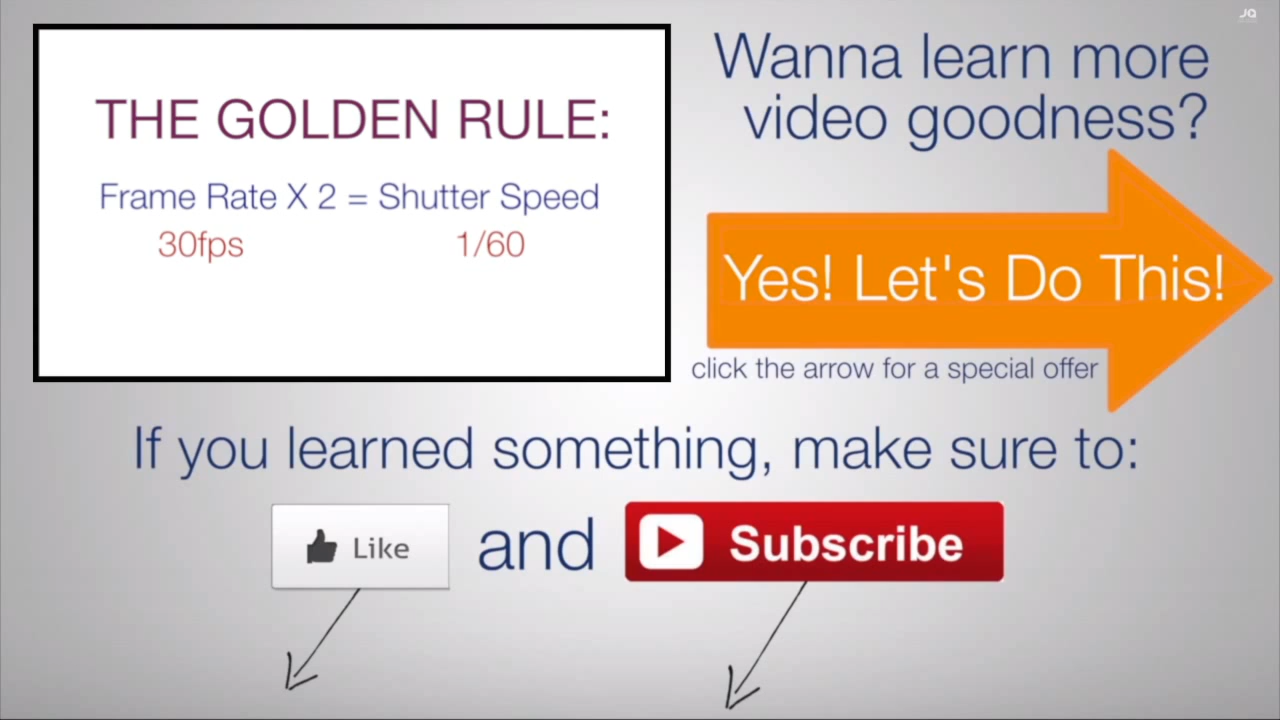 THE GOLDEN RULE:
Frame Rate X 2 = Shutter Speed
30fps 1/60
Wanna learn more
video goodness?
Yes! Let's Do This!
click the arrow for a special offer
If you learned something, make sure to:
Like and Subscribe